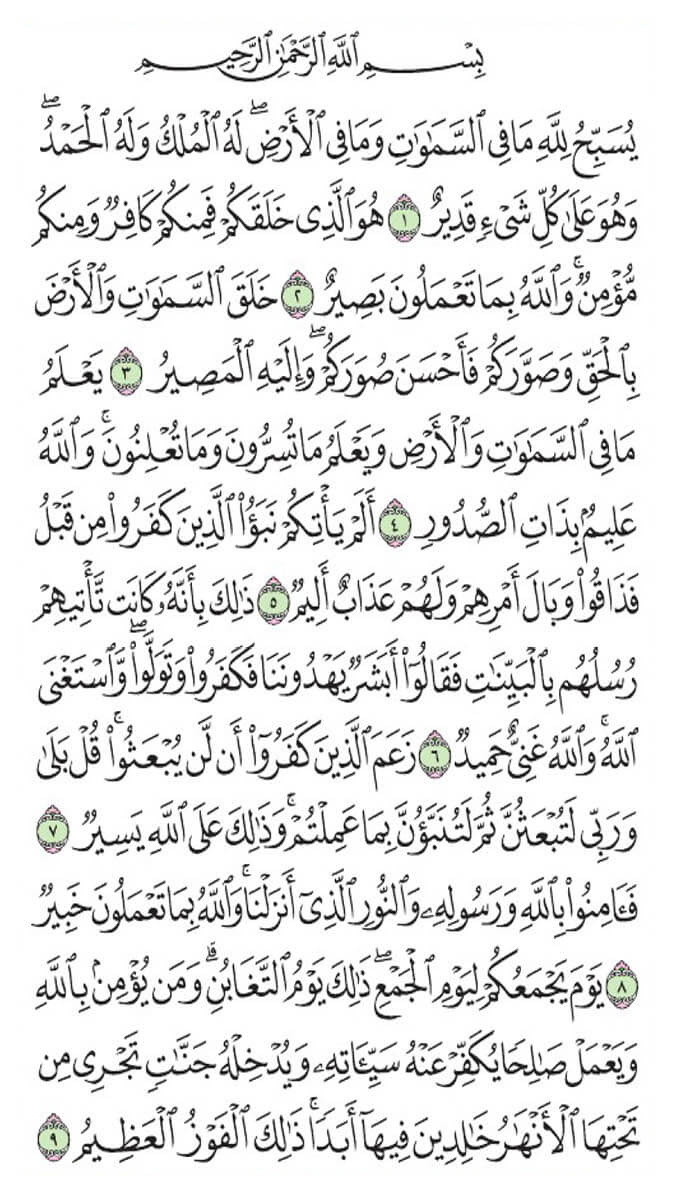 بِسْمِ ٱللَّهِ ٱلرَّحْمَٰنِ ٱلرَّحِيمِ
يُسَبِّحُ لِلَّهِ مَا فِي ٱلسَّمَٰوَٰتِ وَمَا فِي ٱلْأَرْضِۖ لَهُ ٱلْمُلْكُ وَلَهُ ٱلْحَمْدُۖ
وَهُوَ عَلَىٰ كُلِّ شَيْءٖ قَدِيرٌ ١ هُوَ ٱلَّذِي خَلَقَكُمْ فَمِنكُمْ كَافِرٞ وَمِنكُم
مُّؤْمِنٞۚ وَٱللَّهُ بِمَا تَعْمَلُونَ بَصِيرٌ ٢ خَلَقَ ٱلسَّمَٰوَٰتِ وَٱلْأَرْضَ
بِٱلْحَقِّ وَصَوَّرَكُمْ فَأَحْسَنَ صُوَرَكُمْۖ وَإِلَيْهِ ٱلْمَصِيرُ ٣ يَعْلَمُ
مَا فِي ٱلسَّمَٰوَٰتِ وَٱلْأَرْضِ وَيَعْلَمُ مَا تُسِرُّونَ وَمَا تُعْلِنُونَۚ وَٱللَّهُ
عَلِيمُۢ بِذَاتِ ٱلصُّدُورِ ٤ أَلَمْ يَأْتِكُمْ نَبَؤُاْ ٱلَّذِينَ كَفَرُواْ مِن قَبْلُ
فَذَاقُواْ وَبَالَ أَمْرِهِمْ وَلَهُمْ عَذَابٌ أَلِيمٞ ٥ ذَٰلِكَ بِأَنَّهُۥ كَانَت تَّأْتِيهِمْ
رُسُلُهُم بِٱلْبَيِّنَٰتِ فَقَالُوٓاْ أَبَشَرٞ يَهْدُونَنَا فَكَفَرُواْ وَتَوَلَّواْۖ وَّٱسْتَغْنَى
ٱللَّهُۚ وَٱللَّهُ غَنِيٌّ حَمِيدٞ ٦ زَعَمَ ٱلَّذِينَ كَفَرُوٓاْ أَن لَّن يُبْعَثُواْۚ قُلْ بَلَىٰ
وَرَبِّي لَتُبْعَثُنَّ ثُمَّ لَتُنَبَّؤُنَّ بِمَا عَمِلْتُمْۚ وَذَٰلِكَ عَلَى ٱللَّهِ يَسِيرٞ ٧
فَـَٔامِنُواْ بِٱللَّهِ وَرَسُولِهِۦ وَٱلنُّورِ ٱلَّذِيٓ أَنزَلْنَاۚ وَٱللَّهُ بِمَا تَعْمَلُونَ خَبِيرٞ
٨ يَوْمَ يَجْمَعُكُمْ لِيَوْمِ ٱلْجَمْعِۖ ذَٰلِكَ يَوْمُ ٱلتَّغَابُنِۗ وَمَن يُؤْمِنۢ بِٱللَّهِ
وَيَعْمَلْ صَٰلِحٗا يُكَفِّرْ عَنْهُ سَيِّـَٔاتِهِۦ وَيُدْخِلْهُ جَنَّٰتٖ تَجْرِي مِن
تَحْتِهَا ٱلْأَنْهَٰرُ خَٰلِدِينَ فِيهَآ أَبَدٗاۚ ذَٰلِكَ ٱلْفَوْزُ ٱلْعَظِيمُ ٩